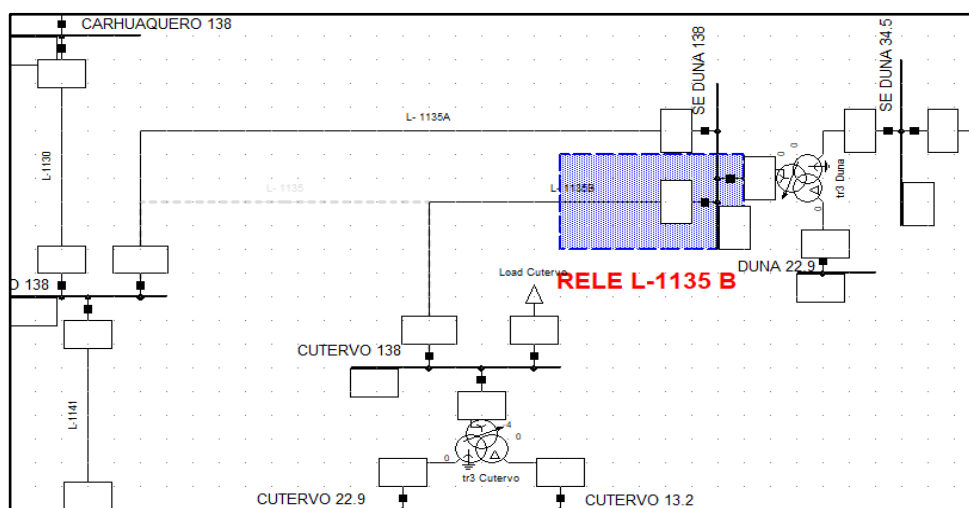 CARHUAQUERO 138
SE DUNA 138
SE DUNA 34.5
L- 1135A
L-1130
0
0
tr3 Duna
L- 1135
L- 1135B
0
DUNA 22.9
Load Cutervo
RELE L-1135 B
O 138
CUTERVO 138
L-1141
-4
0
0
tr3 Cutervo
CUTERVO 22.9
CUTERVO 13.2